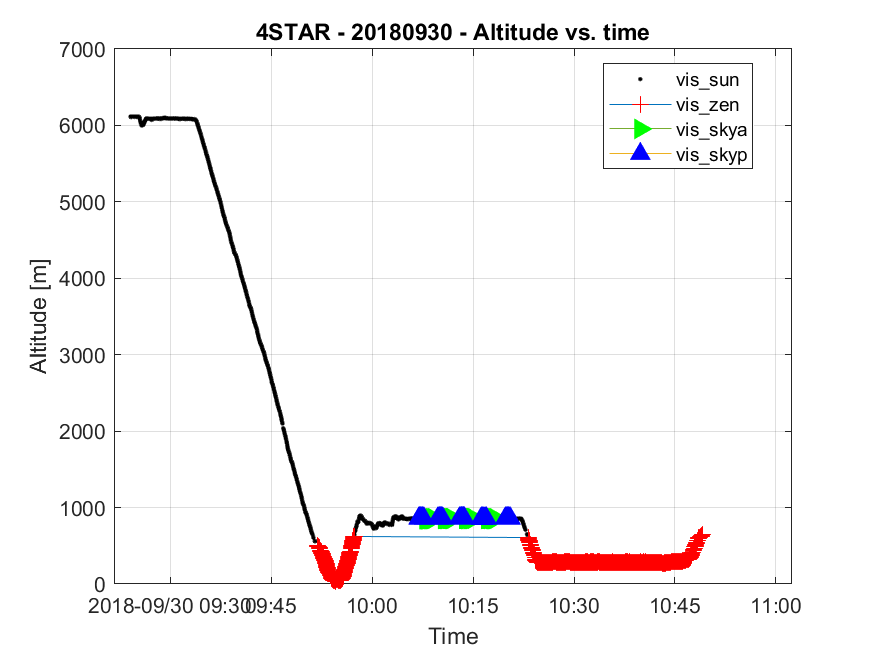 4STAR - 20180930 - Altitude vs. time
vis_sun
vis_zen
vis_skya
vis_skyp
Altitude [m]
7000
6000
5000
4000
3000
2000
1000
0
2018-09/30 09:30 09:45 10:00 10:15 10:30 10:45 11:00
Time